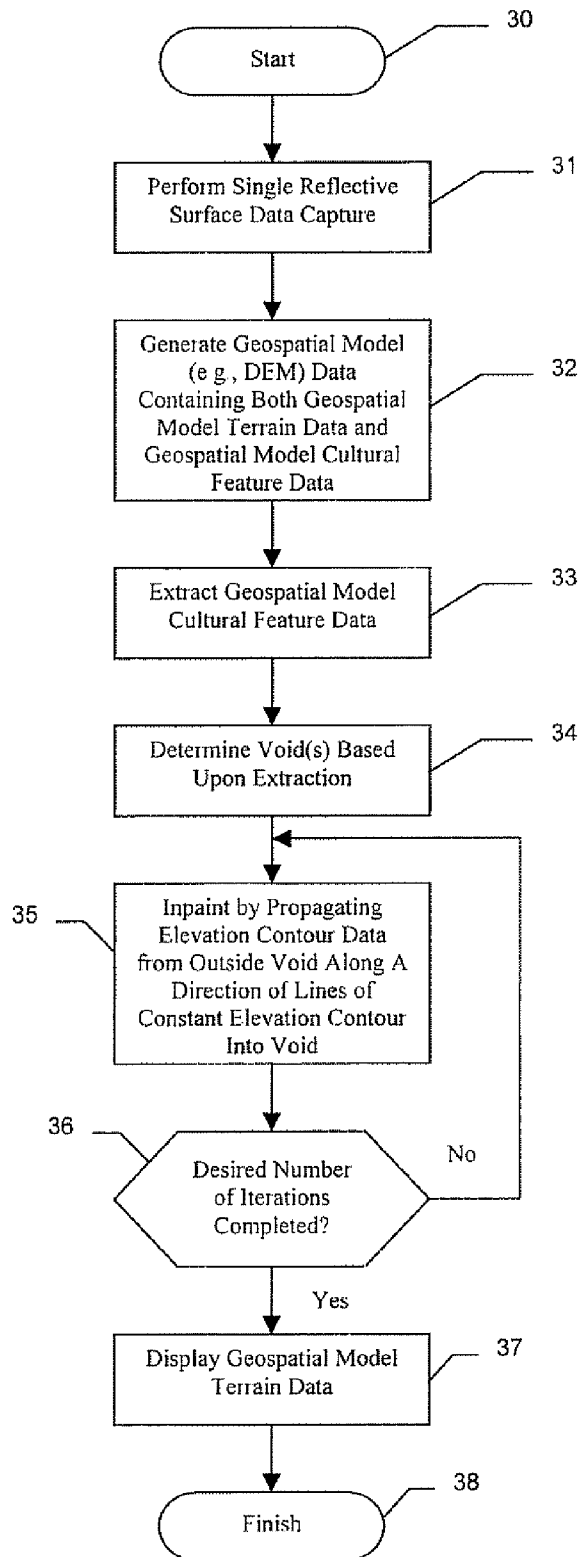 30
Start
31
Perform Single Reflective
Surface Data Capture
Generate Geospatial Model
(e g., DEM) Data
Containing Both Geospatial
Model Terrain Data and
Geospatial Model Cultural
Feature Data
32
Extract Geospatial Model
Cultural Feature Data
33
Determine Void(s) Based
Upon Extraction
34
35
Inpaint by Propagating
Elevation Contour Data
from Outside Void Along A
Direction of Lines of
Constant Elevation Contour
Into Void
36
Desired Number
of Iterations
Completed?
No
Yes
Display Geospatial Model
Terrain Data
37
Finish
38